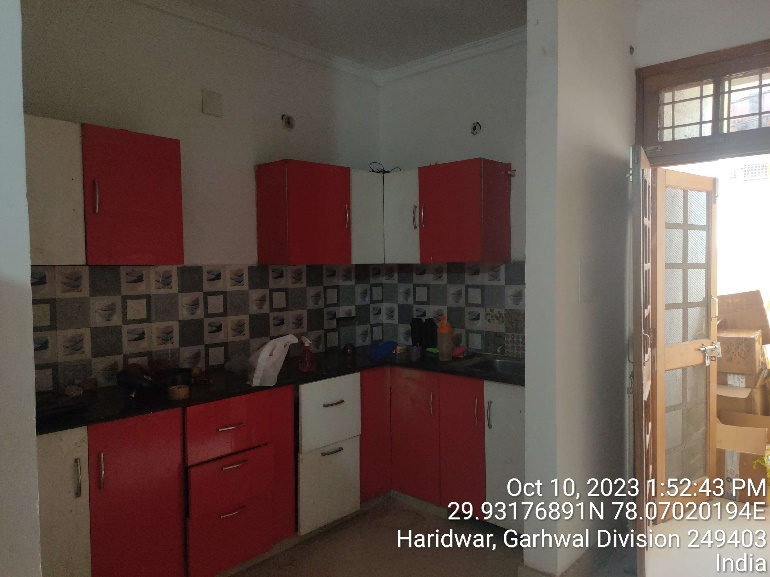 Oct 10, 2023 1:52:43 PM
29.93176891N 78.07020194E
Haridwar, Garhwal Division 249403
India